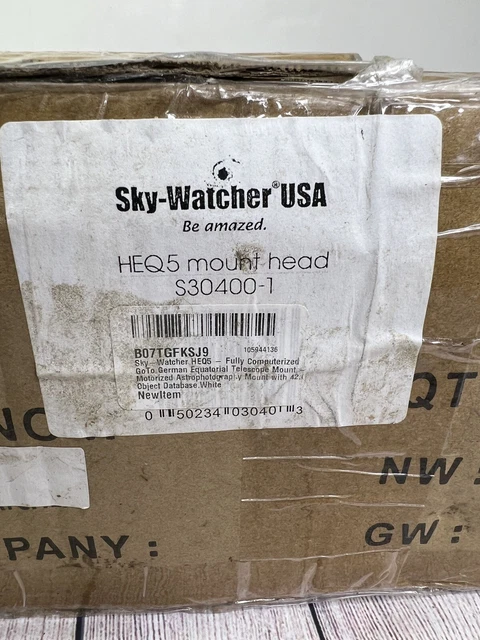 Sky-Watcher® USA
Be amazed.
HEQ5 mount head
S30400-1
B07TGFKSJ9 105944136
Sky-Watcher HEQ5 – Fully Computerized
GoTo German Equatorial Telescope Mount –
Motorized Astrophotography Mount with 42,
Object Database,White
NewItem
0 50234 03040 3
QT
NW :
PANY : GW :